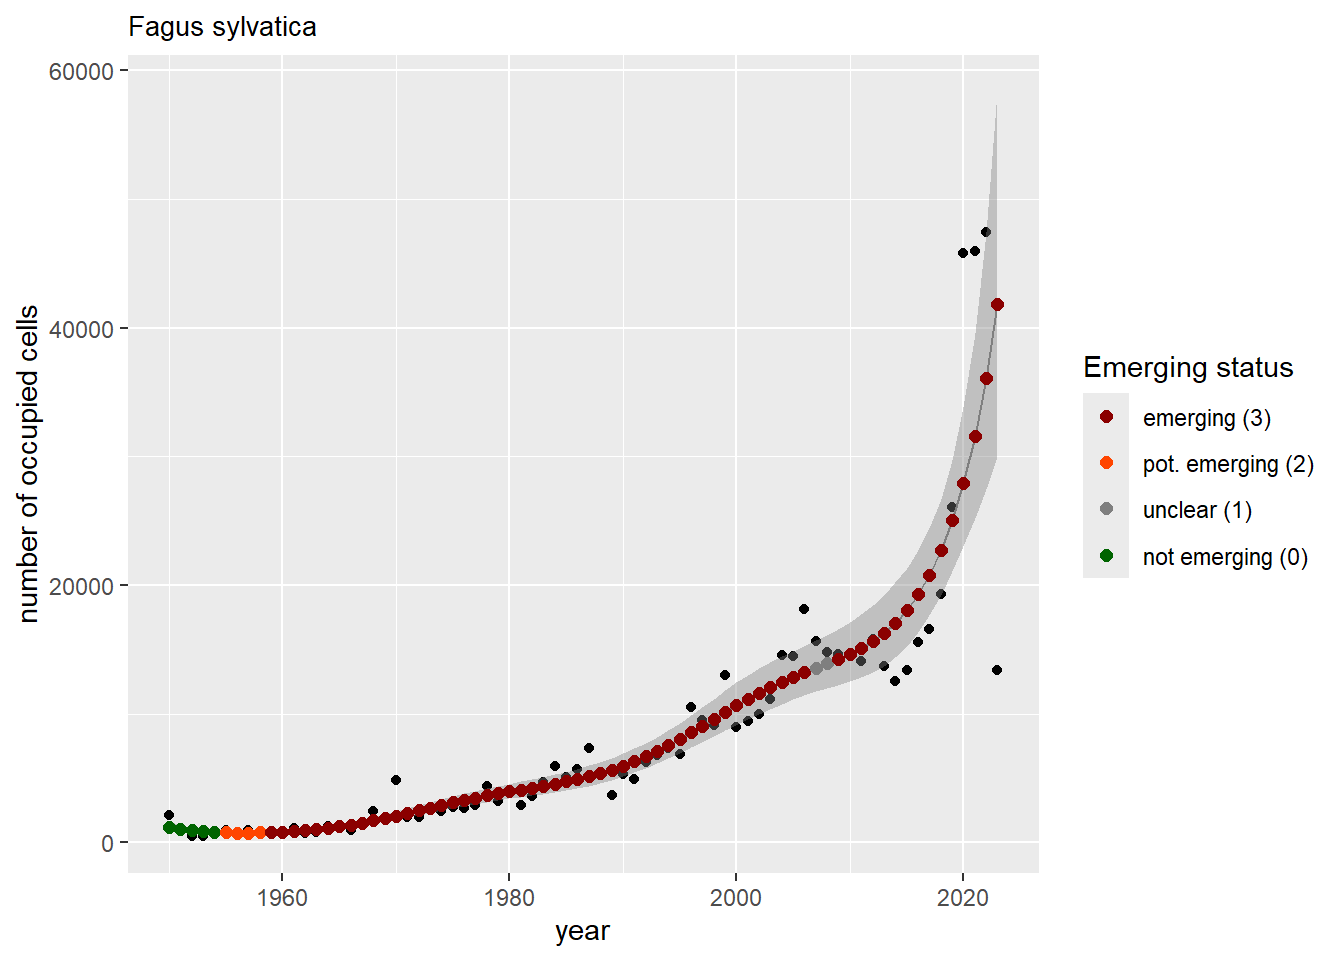 Fagus sylvatica
60000
40000
20000
0
number of occupied cells
1960
1980
2000
2020
year
Emerging status
emerging (3)
pot. emerging (2)
unclear (1)
not emerging (0)